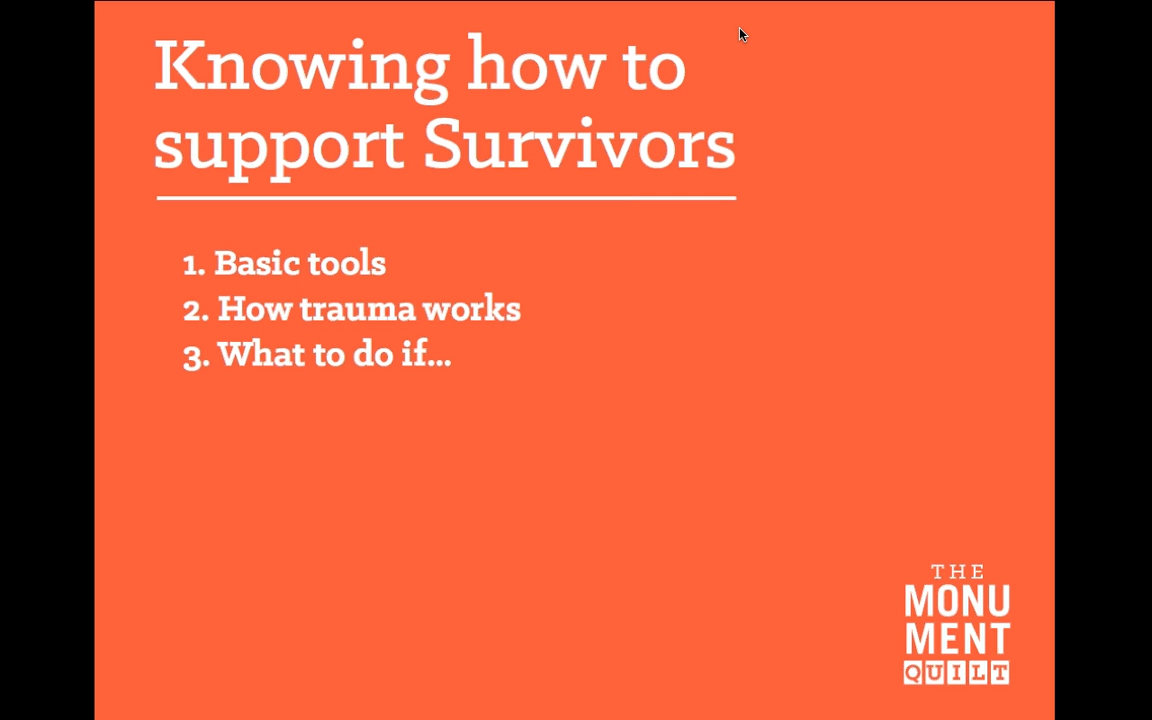 Knowing how to
support Survivors
1. Basic tools
2. How trauma works
3. What to do if...
THE
MONU
MENT
QUILT